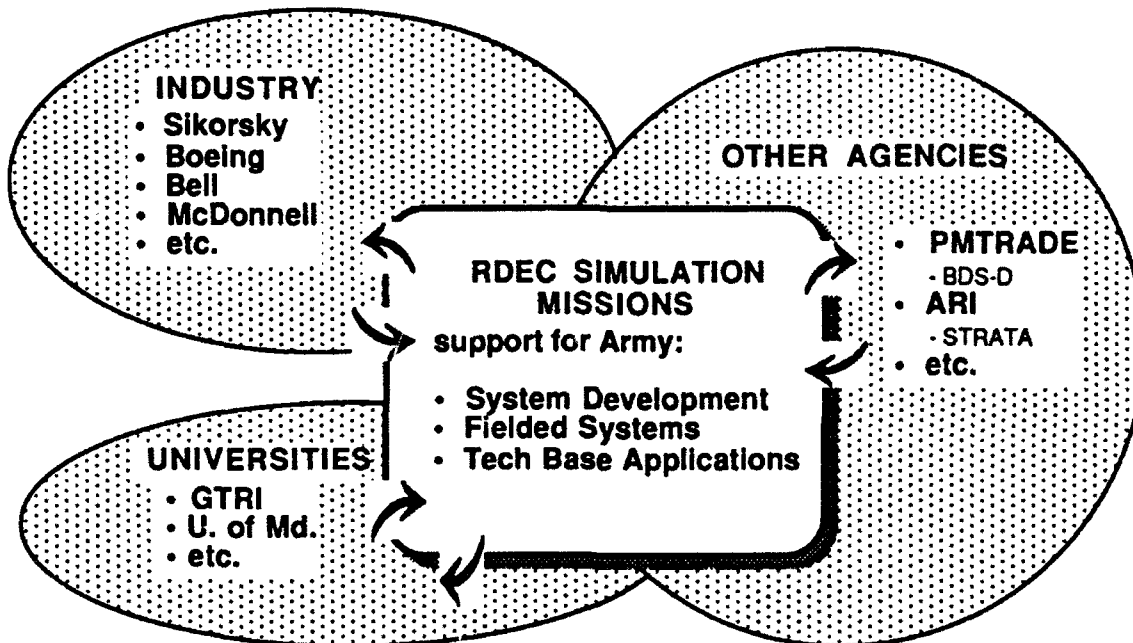 INDUSTRY
• Sikorsky
• Boeing
• Bell
• McDonnell
• etc.
OTHER AGENCIES
• PMTRADE
- BDS-D
• ARI
- STRATA
• etc.
RDEC SIMULATION
MISSIONS
support for Army:
• System Development
• Fielded Systems
• Tech Base Applications
UNIVERSITIES
• GTRI
• U. of Md.
• etc.